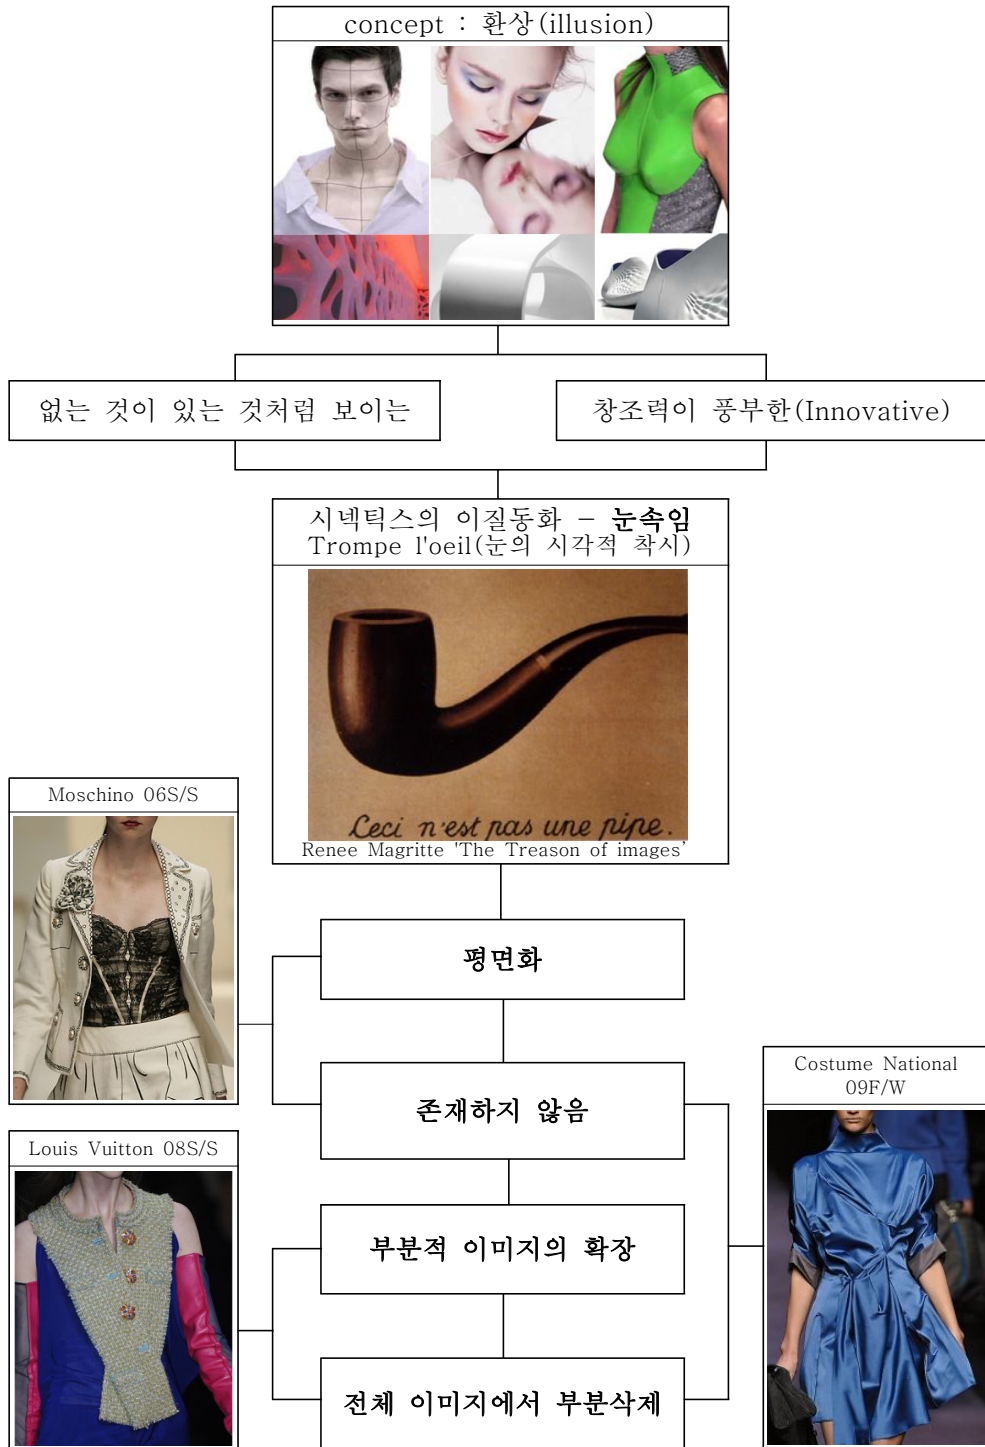 concept : 환상(illusion)
없는 것이 있는 것처럼 보이는
창조력이 풍부한(Innovative)
시넥틱스의 이질동화 - 눈속임
Trompe l'oeil(눈의 시각적 착시)
Ceci n'est pas une pipe.
Renee Magritte 'The Treason of images'
Moschino 06S/S
평면화
존재하지 않음
Costume National
09F/W
Louis Vuitton 08S/S
부분적 이미지의 확장
전체 이미지에서 부분삭제